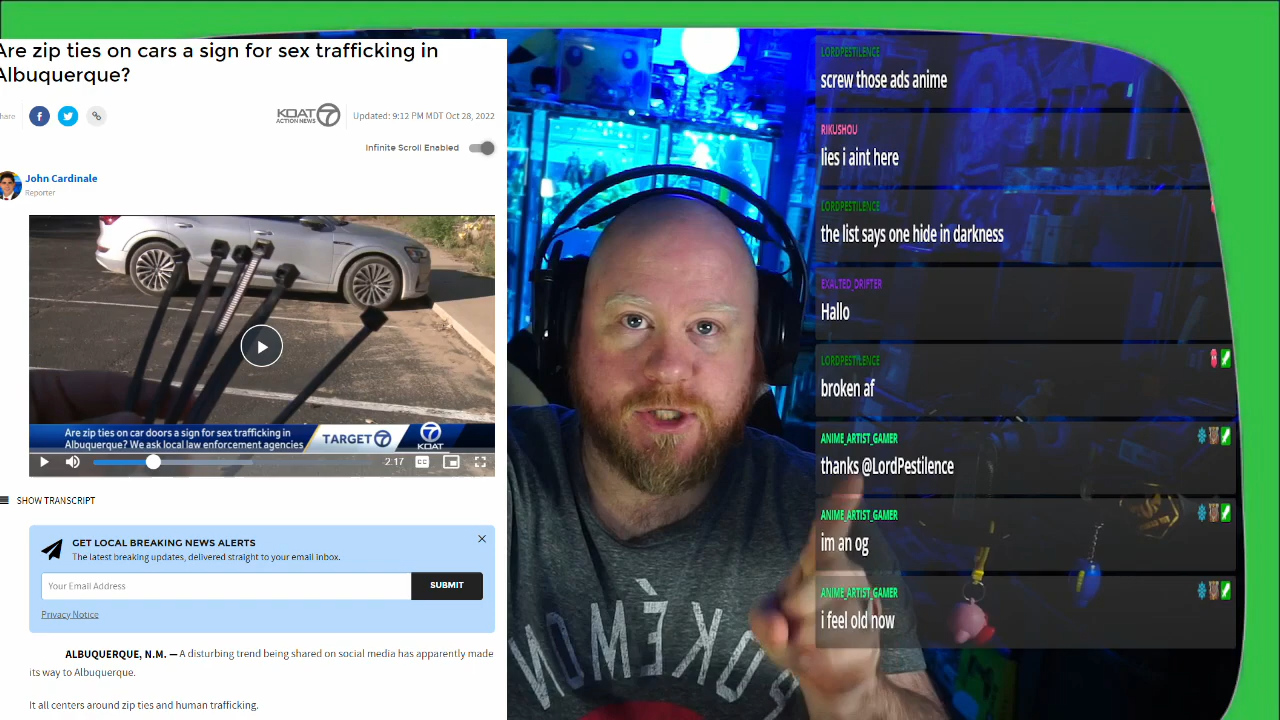 Are zip ties on cars a sign for sex trafficking in
Albuquerque?
hare
KOAT
ACTION NEWS
7
Updated: 9:12 PM MDT Oct 28, 2022
Infinite Scroll Enabled
John Cardinale
Reporter
Are zip ties on car doors a sign for sex trafficking in
Albuquerque? We ask local law enforcement agencies
TARGET 7
7
KOAT
-2:17
CC
SHOW TRANSCRIPT
GET LOCAL BREAKING NEWS ALERTS
The latest breaking updates, delivered straight to your email inbox.
Your Email Address
SUBMIT
Privacy Notice
ALBUQUERQUE, N.M. — A disturbing trend being shared on social media has apparently made
its way to Albuquerque.
It all centers around zip ties and human trafficking.
POKÉMON
LORDPESTILENCE
screw those ads anime
RIKUSHOU
lies i aint here
LORDPESTILENCE
the list says one hide in darkness
EXALTED_DRIFTER
Hallo
LORDPESTILENCE
broken af
ANIME_ARTIST_GAMER
thanks @LordPestilence
ANIME_ARTIST_GAMER
im an og
ANIME_ARTIST_GAMER
i feel old now